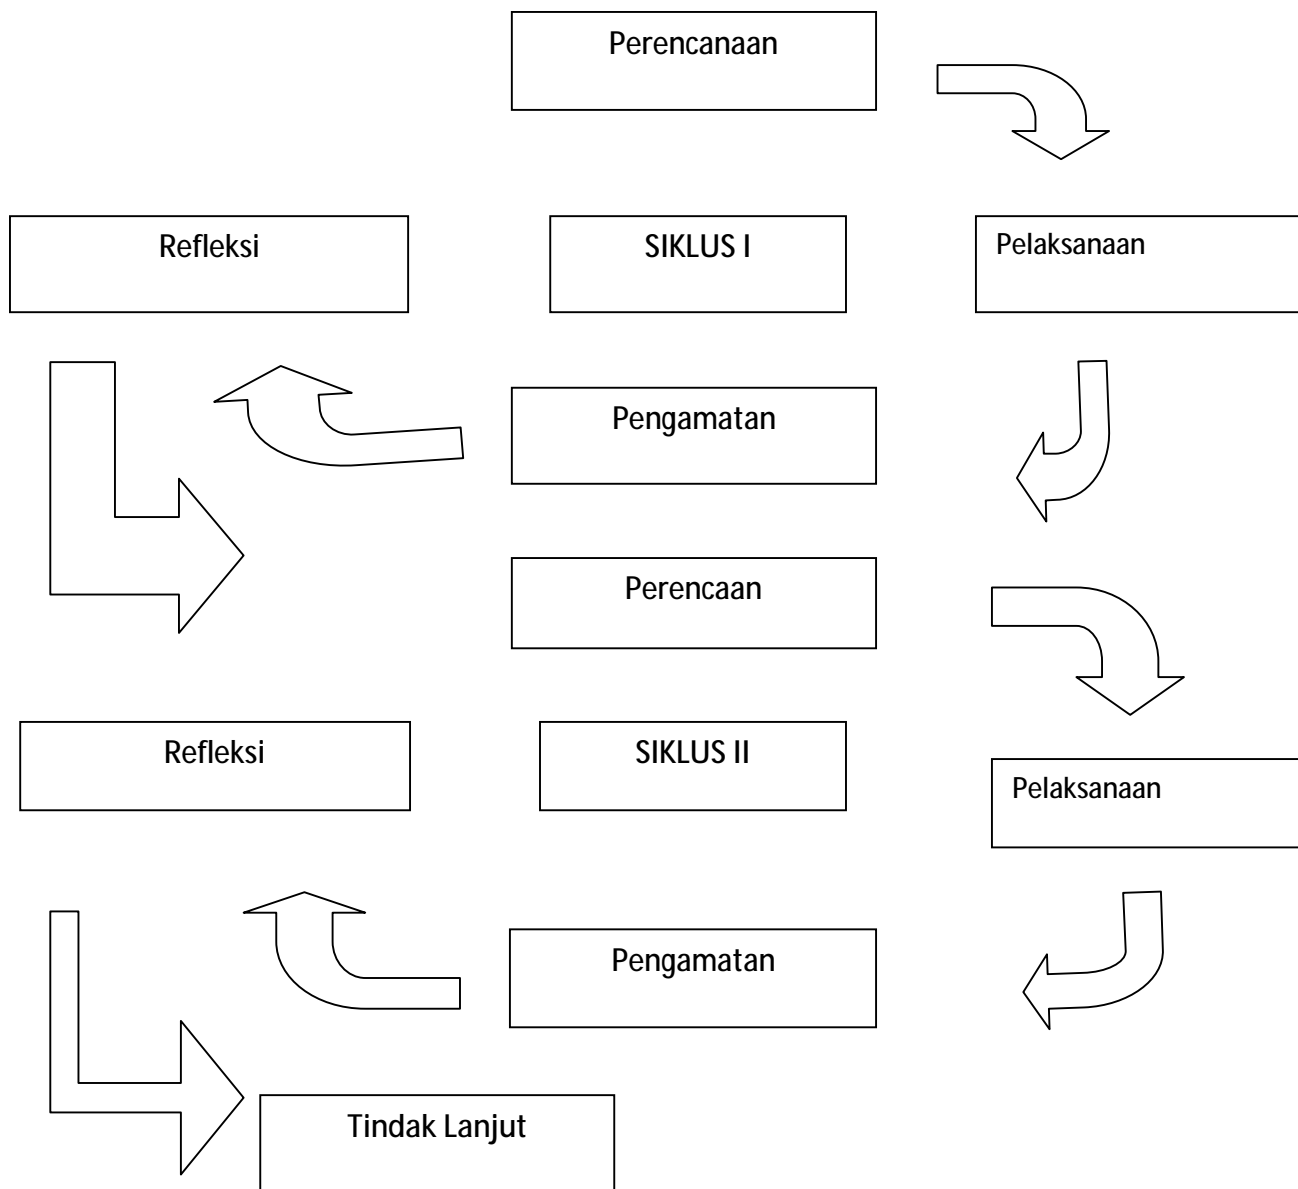 Perencanaan
Refleksi
SIKLUS I
Pelaksanaan
Pengamatan
Perencaan
Refleksi
SIKLUS II
Pelaksanaan
Pengamatan
Tindak Lanjut